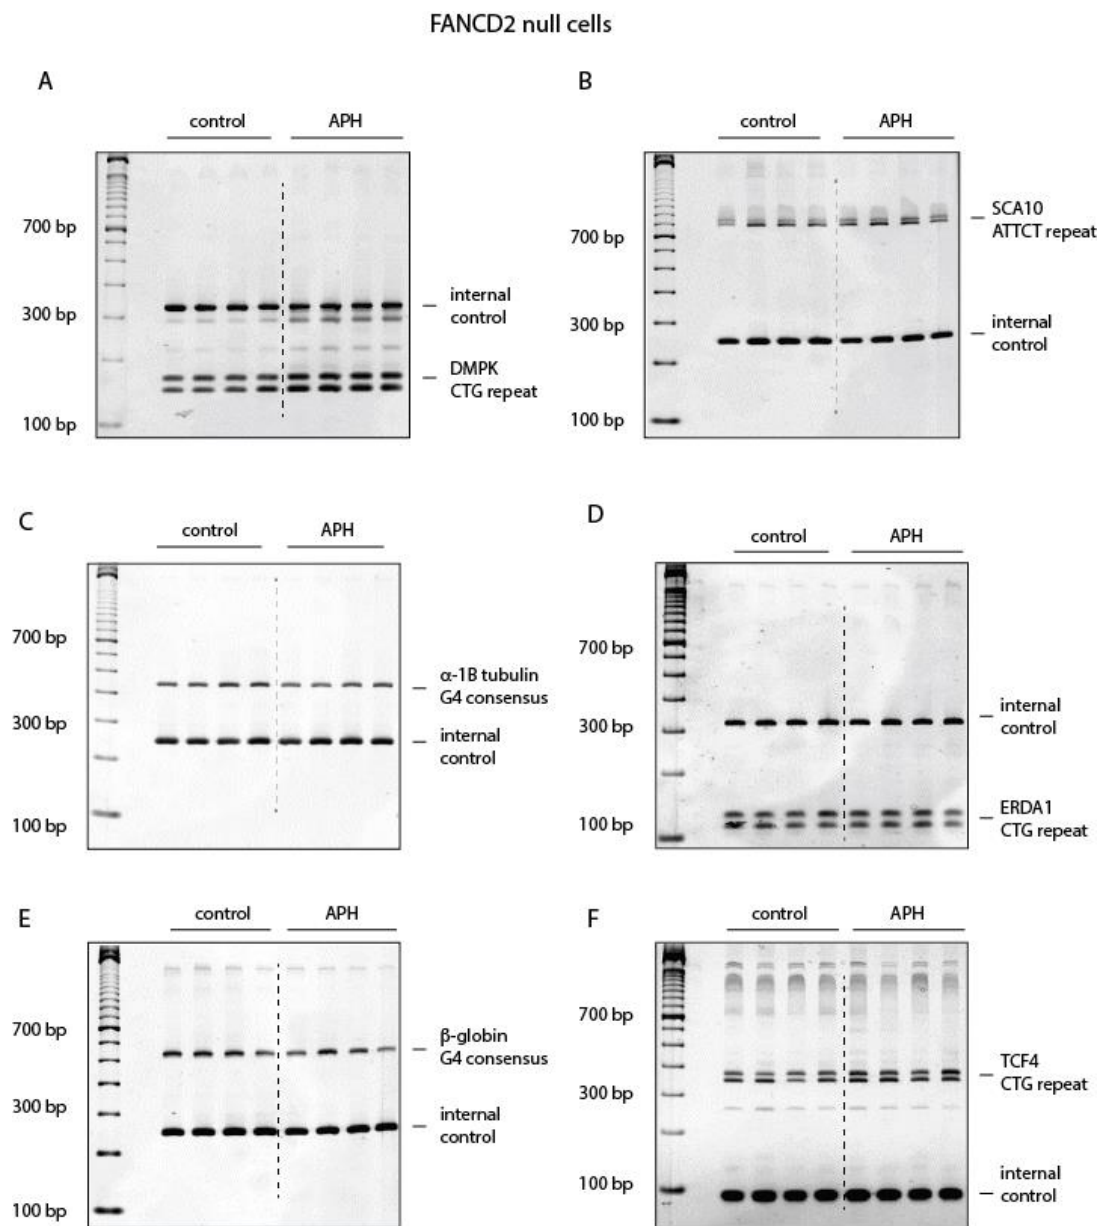 FANCD2 null cells
A
control APH
700 bp
300 bp
100 bp
internal
control
DMPK
CTG repeat
B
control APH
700 bp
300 bp
100 bp
SCA10
ATTCT repeat
internal
control
C
control APH
700 bp
300 bp
100 bp
α-1B tubulin
G4 consensus
internal
control
D
control APH
700 bp
300 bp
100 bp
internal
control
ERDA1
CTG repeat
E
control APH
700 bp
300 bp
100 bp
β-globin
G4 consensus
internal
control
F
control APH
700 bp
300 bp
100 bp
TCF4
CTG repeat
internal
control